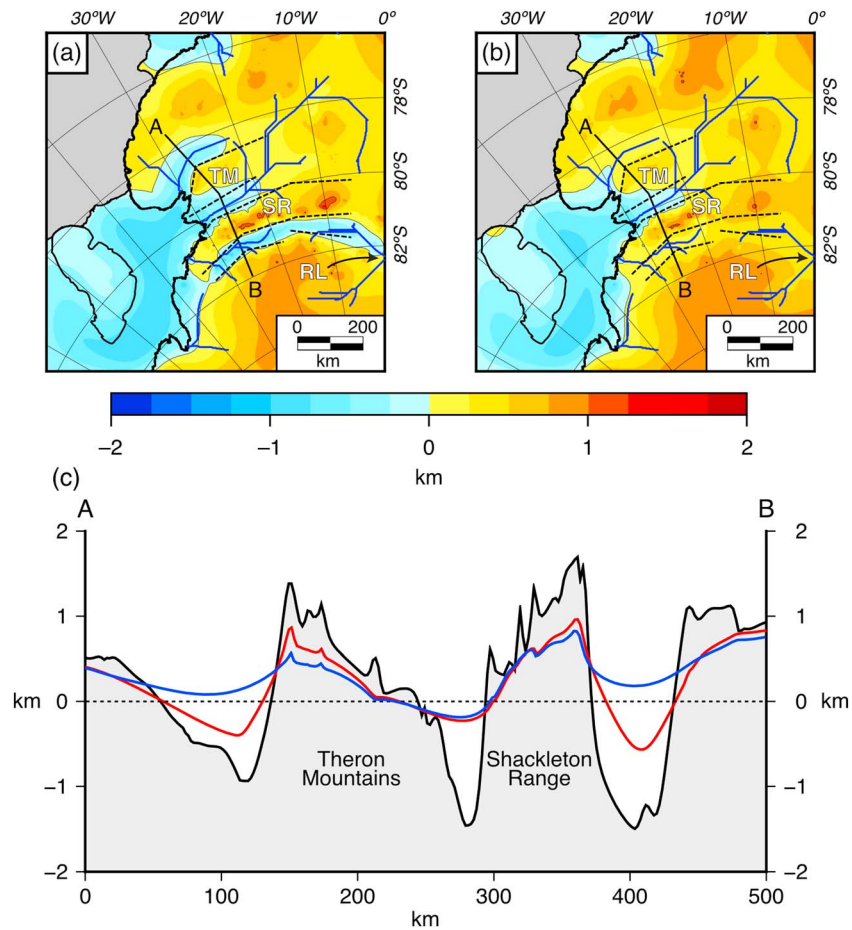 30°W 20°W 10°W 0° 30°W 20°W 10°W 0°
(a) (b)
78°S 78°S
A A
80°S 80°S
TM TM
SR SR
82°S 82°S
RL RL
B B
0 200 0 200
km km
−2 −1 0 1 2
km
(c)
A B
2 2
1 1
km 0 0 km
Theron Shackleton
Mountains Range
−1 −1
−2 −2
0 100 200 300 400 500
km